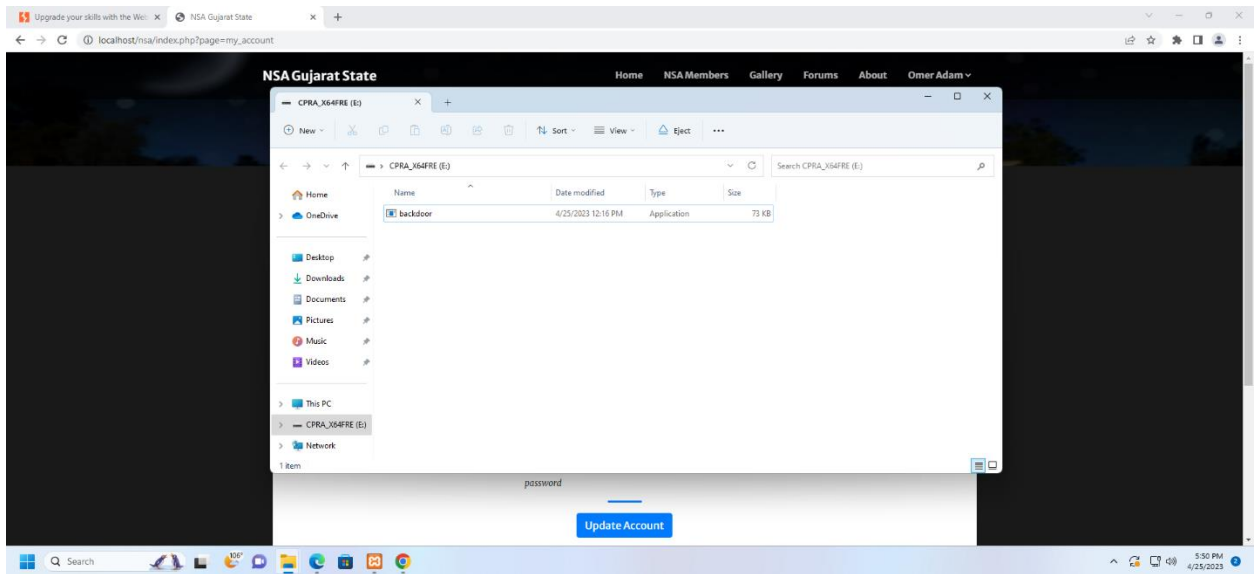 Upgrade your skills with the Web
NSA Gujarat State
localhost/nsa/index.php?page=my_account
NSA Gujarat State
Home NSA Members Gallery Forums About Omer Adam
CPRA_X64FRE (E:)
New Sort View Eject
CPRA_X64FRE (E:)
Search CPRA_X64FRE (E:)
Home
OneDrive
Desktop
Downloads
Documents
Pictures
Music
Videos
This PC
CPRA_X64FRE (E:)
Network
Name Date modified Type Size
backdoor 4/25/2023 12:16 PM Application 73 KB
1 item
password
Update Account
Search
106°
5:50 PM
4/25/2023
2